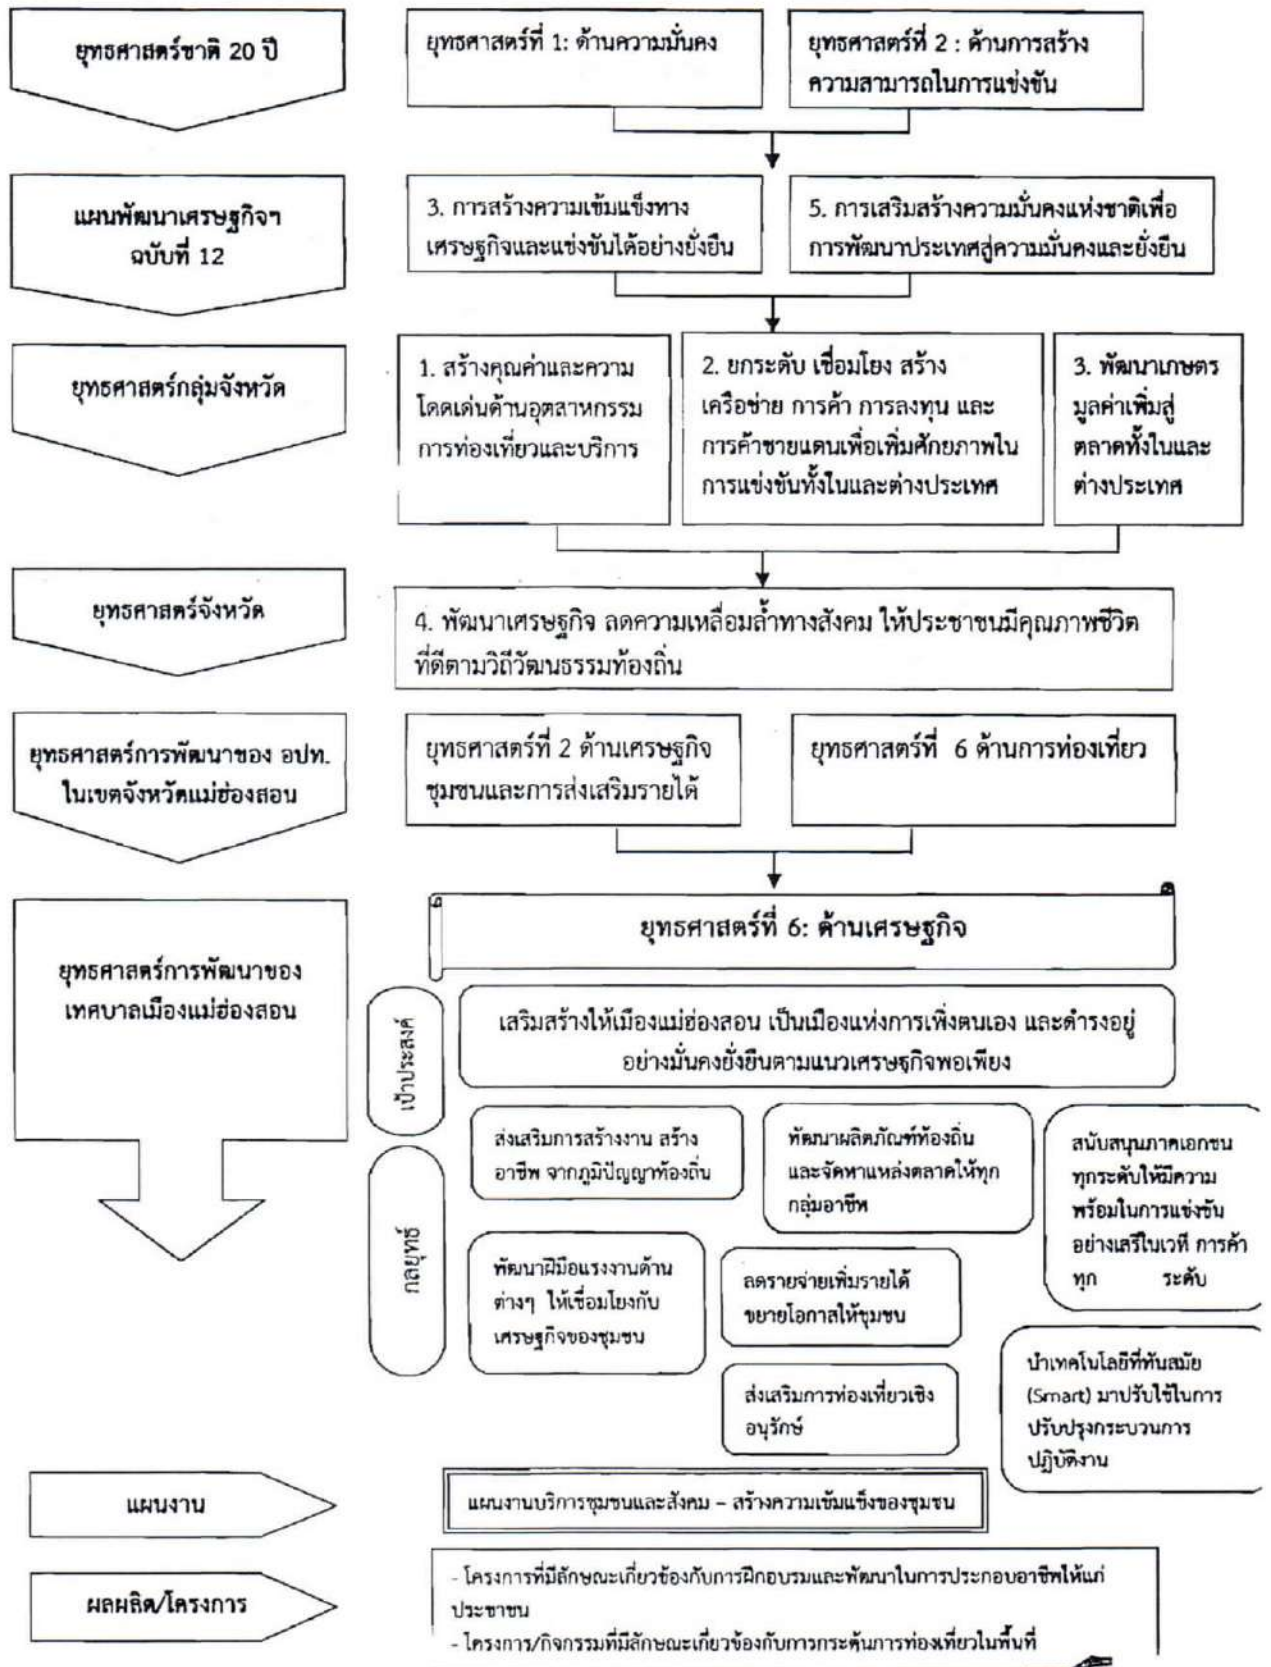 ยุทธศาสตร์ชาติ 20 ปี
ยุทธศาสตร์ที่ 1: ด้านความมั่นคง
ยุทธศาสตร์ที่ 2 : ด้านการสร้าง
ความสามารถในการแข่งขัน
แผนพัฒนาเศรษฐกิจฯ
ฉบับที่ 12
3. การสร้างความเข้มแข็งทาง
เศรษฐกิจและแข่งขันได้อย่างยั่งยืน
5. การเสริมสร้างความมั่นคงแห่งชาติเพื่อ
การพัฒนาประเทศสู่ความมั่นคงและยั่งยืน
ยุทธศาสตร์กลุ่มจังหวัด
1. สร้างคุณค่าและความ
โดดเด่นด้านอุตสาหกรรม
การท่องเที่ยวและบริการ
2. ยกระดับ เชื่อมโยง สร้าง
เครือข่าย การค้า การลงทุน และ
การค้าชายแดนเพื่อเพิ่มศักยภาพใน
การแข่งขันทั้งในและต่างประเทศ
3. พัฒนาเกษตร
มูลค่าเพิ่มสู่
ตลาดทั้งในและ
ต่างประเทศ
ยุทธศาสตร์จังหวัด
4. พัฒนาเศรษฐกิจ ลดความเหลื่อมล้ำทางสังคม ให้ประชาชนมีคุณภาพชีวิต
ที่ดีตามวิถีวัฒนธรรมท้องถิ่น
ยุทธศาสตร์การพัฒนาของ อปท.
ในเขตจังหวัดแม่ฮ่องสอน
ยุทธศาสตร์ที่ 2 ด้านเศรษฐกิจ
ชุมชนและการส่งเสริมรายได้
ยุทธศาสตร์ที่ 6 ด้านการท่องเที่ยว
ยุทธศาสตร์การพัฒนาของ
เทศบาลเมืองแม่ฮ่องสอน
ยุทธศาสตร์ที่ 6: ด้านเศรษฐกิจ
เป้าประสงค์
เสริมสร้างให้เมืองแม่ฮ่องสอน เป็นเมืองแห่งการเพิ่งตนเอง และดำรงอยู่
อย่างมั่นคงยั่งยืนตามแนวเศรษฐกิจพอเพียง
กลยุทธ์
ส่งเสริมการสร้างงาน สร้าง
อาชีพ จากภูมิปัญญาท้องถิ่น
พัฒนาผลิตภัณฑ์ท้องถิ่น
และจัดหาแหล่งตลาดให้ทุก
กลุ่มอาชีพ
สนับสนุนภาคเอกชน
ทุกระดับให้มีความ
พร้อมในการแข่งขัน
อย่างเสรีในเวที การค้า
ทุก ระดับ
พัฒนาฝีมือแรงงานด้าน
ต่างๆ ให้เชื่อมโยงกับ
เศรษฐกิจของชุมชน
ลดรายจ่ายเพิ่มรายได้
ขยายโอกาสให้ชุมชน
ส่งเสริมการท่องเที่ยวเชิง
อนุรักษ์
นำเทคโนโลยีที่ทันสมัย
(Smart) มาปรับใช้ในการ
ปรับปรุงกระบวนการ
ปฏิบัติงาน
แผนงาน
แผนงานบริการชุมชนและสังคม – สร้างความเข้มแข็งของชุมชน
ผลผลิต/โครงการ
- โครงการที่มีลักษณะเกี่ยวข้องกับการฝึกอบรมและพัฒนาในการประกอบอาชีพให้แก่
ประชาชน
- โครงการ/กิจกรรมที่มีลักษณะเกี่ยวข้องกับการกระตุ้นการท่องเที่ยวในพื้นที่